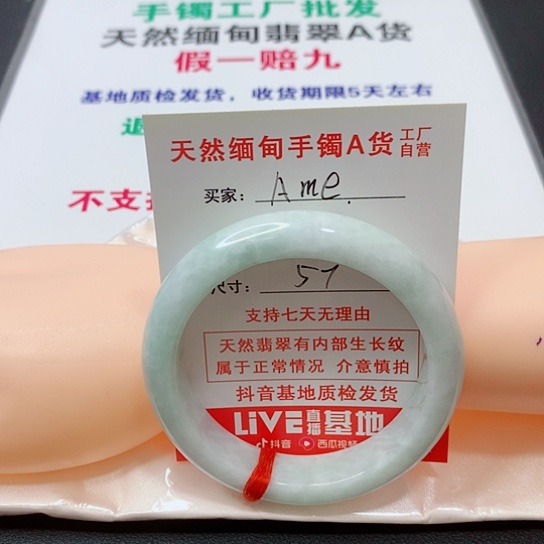 手镯工厂批发
天然缅甸翡翠A货
假一赔九
基地质检发货，收货期限5天左右
不支
天然缅甸手镯A货 工厂自营
买家：Ame.
尺寸：57
支持七天无理由
天然翡翠有内部生长纹
属于正常情况 介意慎拍
抖音基地质检发货
LiVE直播基地
抖音 西瓜视频